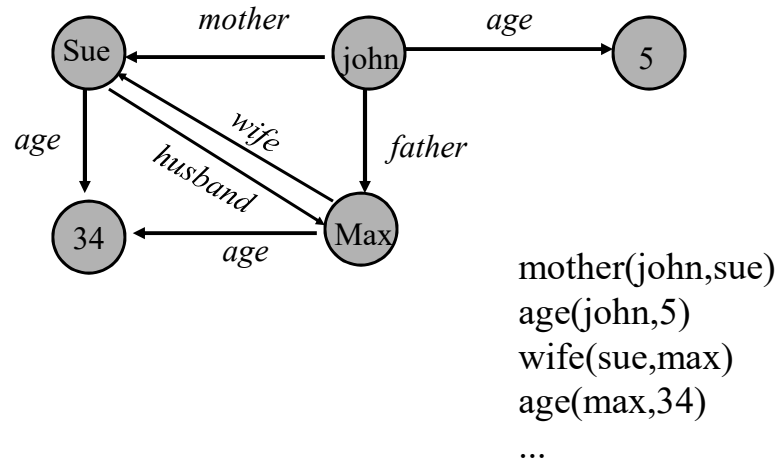 mother
age
Sue
john
5
age
wife
father
husband
34
Max
age
mother(john,sue)
age(john,5)
wife(sue,max)
age(max,34)
...